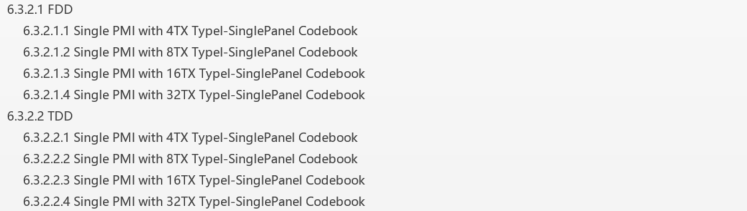 6.3.2.1 FDD
6.3.2.1.1 Single PMI with 4TX TypeI-SinglePanel Codebook
6.3.2.1.2 Single PMI with 8TX TypeI-SinglePanel Codebook
6.3.2.1.3 Single PMI with 16TX TypeI-SinglePanel Codebook
6.3.2.1.4 Single PMI with 32TX TypeI-SinglePanel Codebook
6.3.2.2 TDD
6.3.2.2.1 Single PMI with 4TX TypeI-SinglePanel Codebook
6.3.2.2.2 Single PMI with 8TX TypeI-SinglePanel Codebook
6.3.2.2.3 Single PMI with 16TX TypeI-SinglePanel Codebook
6.3.2.2.4 Single PMI with 32TX TypeI-SinglePanel Codebook